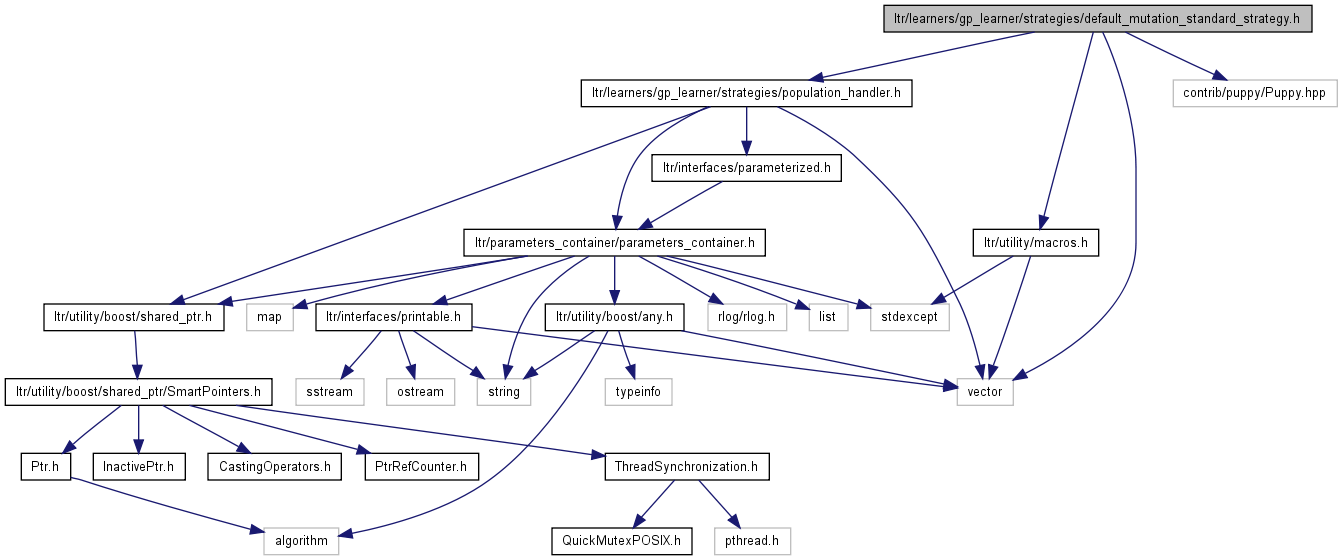 ltr/learners/gp_learner/strategies/default_mutation_standard_strategy.h
ltr/learners/gp_learner/strategies/population_handler.h
contrib/puppy/Puppy.hpp
ltr/interfaces/parameterized.h
ltr/parameters_container/parameters_container.h
ltr/utility/macros.h
ltr/utility/boost/shared_ptr.h
map
ltr/interfaces/printable.h
ltr/utility/boost/any.h
rlog/rlog.h
list
stdexcept
ltr/utility/boost/shared_ptr/SmartPointers.h
sstream
ostream
string
typeinfo
vector
Ptr.h
InactivePtr.h
CastingOperators.h
PtrRefCounter.h
ThreadSynchronization.h
algorithm
QuickMutexPOSIX.h
pthread.h